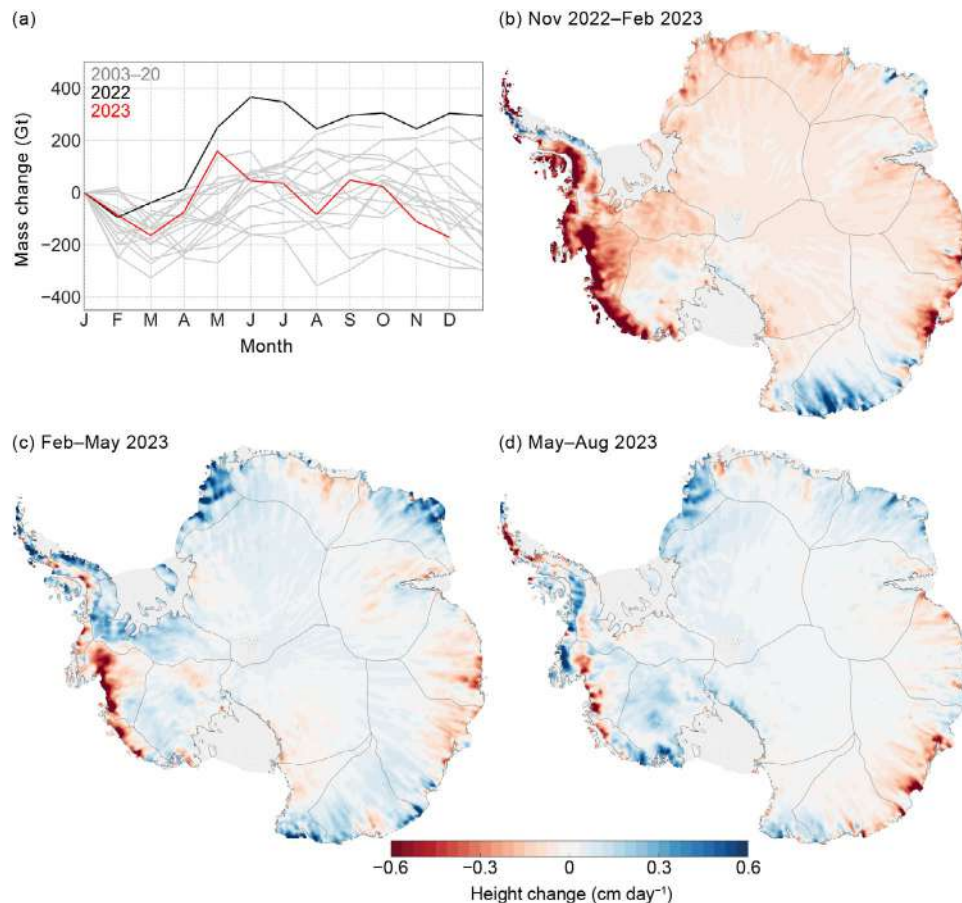 (a)
2003–20
2022
2023
400
200
0
−200
−400
Mass change (Gt)
J F M A M J J A S O N D
Month
(b) Nov 2022–Feb 2023
(c) Feb–May 2023
(d) May–Aug 2023
−0.6 −0.3 0 0.3 0.6
Height change (cm day⁻¹)